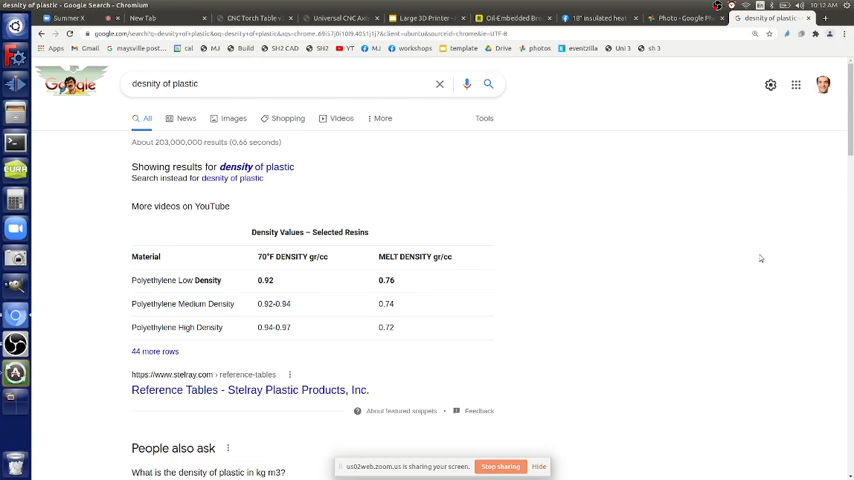 desnity of plastic - Google Search - Chromium
10:12 AM
Summer X
New Tab
CNC Torch Table v
Universal CNC Axi
Large 3D Printer -
Oil-Embedded Bro
18" insulated hea
Photo - Google Ph
desnity of plastic -
Apps
Gmail
maysville post...
cal
MJ
Build
SH2 CAD
SH2
YT
MJ
workshops
template
Drive
photos
eventzilla
Uni 3
sh 3
Google
desnity of plastic
All
News
Images
Shopping
Videos
More
Tools
About 203,000,000 results (0.66 seconds)
Showing results for density of plastic
Search instead for desnity of plastic
More videos on YouTube
Density Values – Selected Resins
Material 70°F DENSITY gr/cc MELT DENSITY gr/cc
Polyethylene Low Density 0.92 0.76
Polyethylene Medium Density 0.92-0.94 0.74
Polyethylene High Density 0.94-0.97 0.72
44 more rows
https://www.stelray.com › reference-tables
Reference Tables - Stelray Plastic Products, Inc.
About featured snippets • Feedback
People also ask
What is the density of plastic in kg m3?
us02web.zoom.us is sharing your screen. Stop sharing Hide